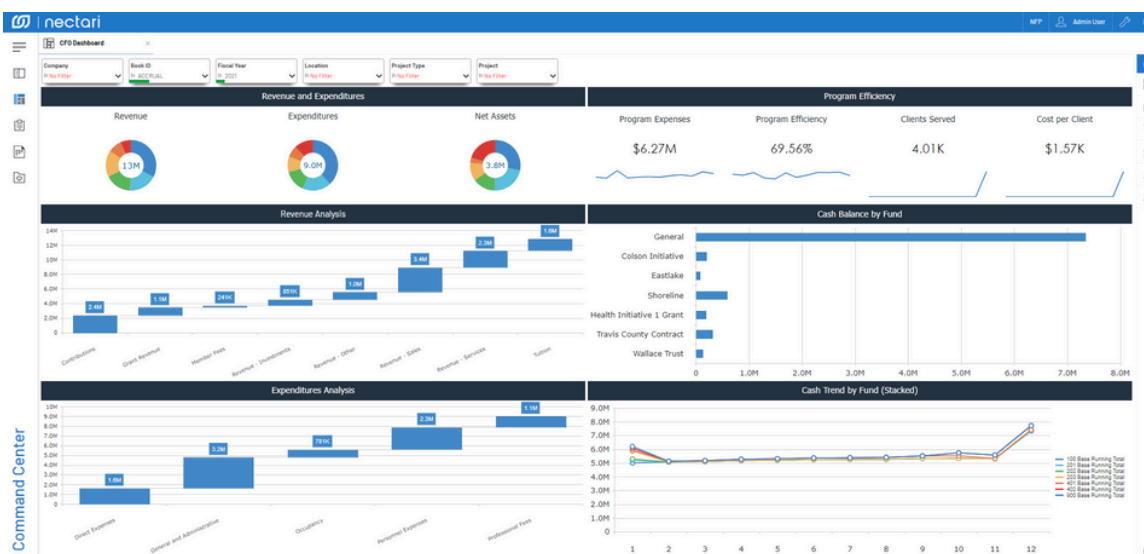 nectari
NFP Admin User
CFO Dashboard ×
Company Book ID Fiscal Year Location Project Type Project
No Filter ACCRUAL 2021 No Filter No Filter No Filter
Revenue and Expenditures
Revenue Expenditures Net Assets
13M 9.0M 3.8M
Program Efficiency
Program Expenses Program Efficiency Clients Served Cost per Client
$6.27M 69.56% 4.01K $1.57K
Revenue Analysis
14M
12M
10M
8.0M
6.0M
4.0M
2.0M
0
2.4M 1.1M 241K 851K 1.0M 3.4M 2.3M 1.6M
Contributions Grant Revenue Member Fees Revenue - Investments Revenue - Other Revenue - Sales Revenue - Services Tuition
Cash Balance by Fund
General
Colson Initiative
Eastlake
Shoreline
Health Initiative 1 Grant
Travis County Contract
Wallace Trust
0 1.0M 2.0M 3.0M 4.0M 5.0M 6.0M 7.0M 8.0M
Expenditures Analysis
10M
9.0M
8.0M
7.0M
6.0M
5.0M
4.0M
3.0M
2.0M
1.0M
0
1.6M 3.2M 791K 2.3M 1.1M
Direct Expenses General and Administrative Occupancy Personnel Expenses Professional Fees
Cash Trend by Fund (Stacked)
9.0M
8.0M
7.0M
6.0M
5.0M
4.0M
3.0M
2.0M
1.0M
0
1 2 3 4 5 6 7 8 9 10 11 12
100 Base Running Total
201 Base Running Total
202 Base Running Total
203 Base Running Total
401 Base Running Total
402 Base Running Total
900 Base Running Total
Command Center